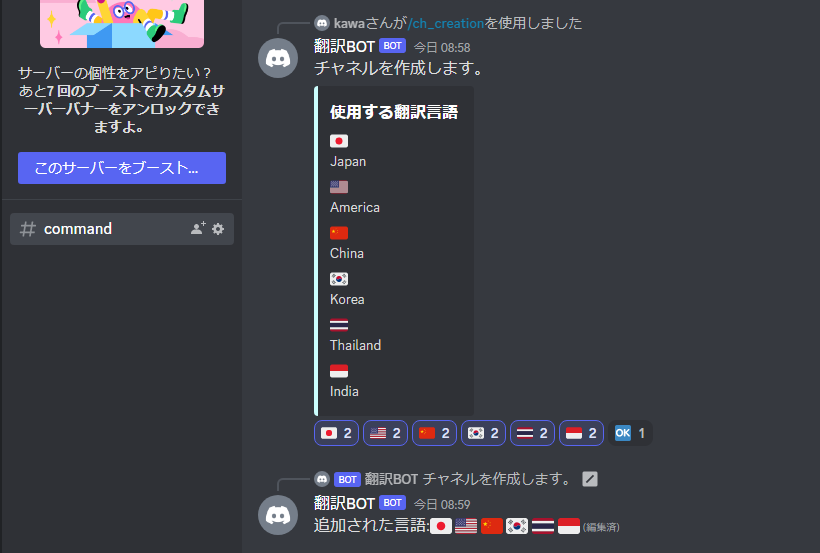 サーバーの個性をアピりたい？
あと7 回のブーストでカスタムサ
ーバーバナーをアンロックでき
ますよ。
このサーバーをブースト...
# command
kawaさんが/ch_creationを使用しました
翻訳BOT BOT 今日 08:58
チャネルを作成します。
使用する翻訳言語
Japan
America
China
Korea
Thailand
India
2 2 2 2 2 2 OK 1
BOT 翻訳BOT チャネルを作成します。
翻訳BOT BOT 今日 08:59
追加された言語: (編集済)